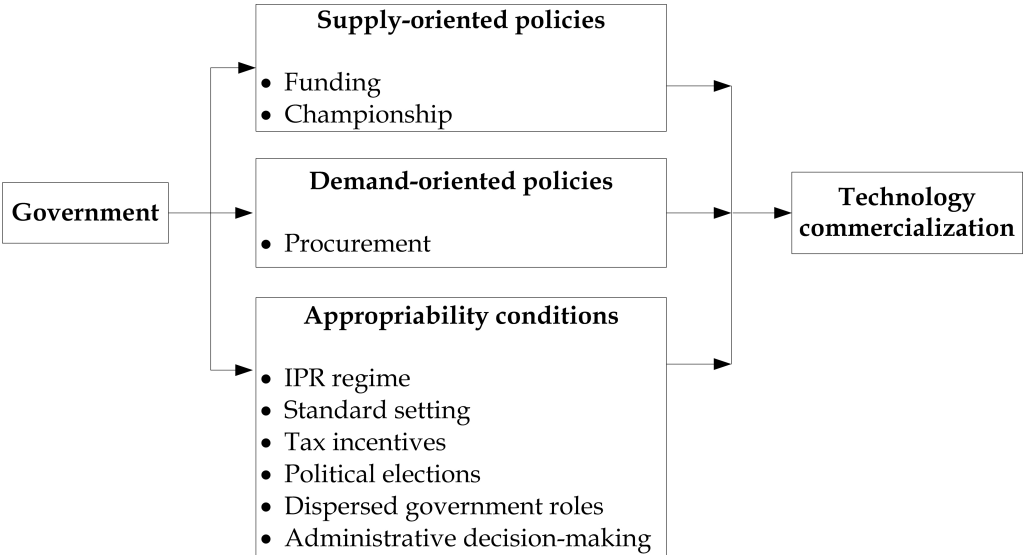 Government
Supply-oriented policies
• Funding
• Championship
Demand-oriented policies
• Procurement
Appropriability conditions
• IPR regime
• Standard setting
• Tax incentives
• Political elections
• Dispersed government roles
• Administrative decision-making
Technology
commercialization